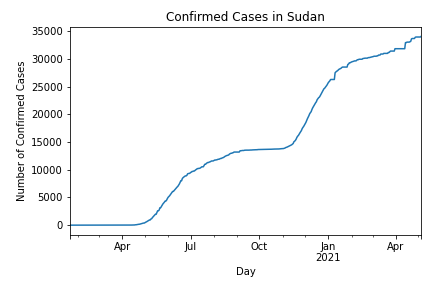 Confirmed Cases in Sudan
Number of Confirmed Cases
35000
30000
25000
20000
15000
10000
5000
0
Apr
Jul
Oct
Jan
2021
Apr
Day